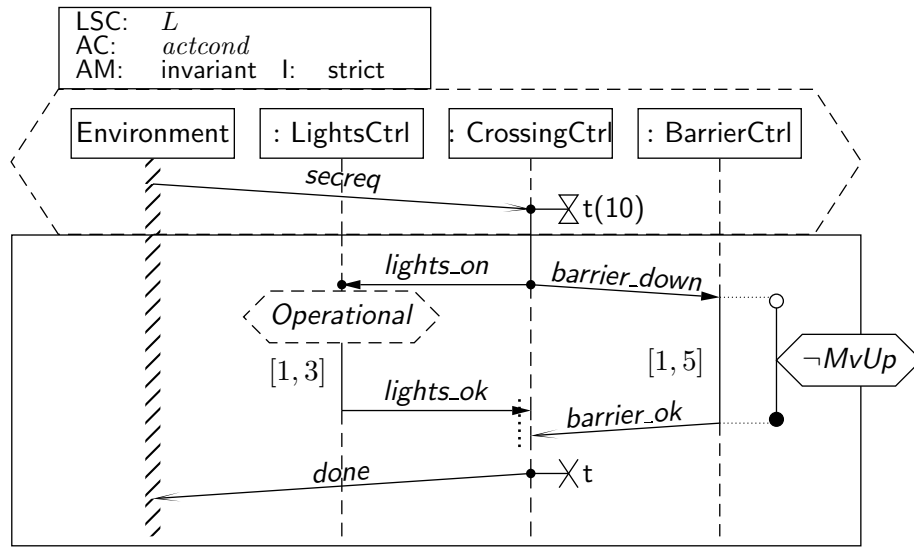 LSC: L
AC: actcond
AM: invariant I: strict
Environment : LightsCtrl : CrossingCtrl : BarrierCtrl
secreq
t(10)
lights_on barrier_down
Operational
¬MvUp
[1, 3] [1, 5]
lights_ok
barrier_ok
done
t